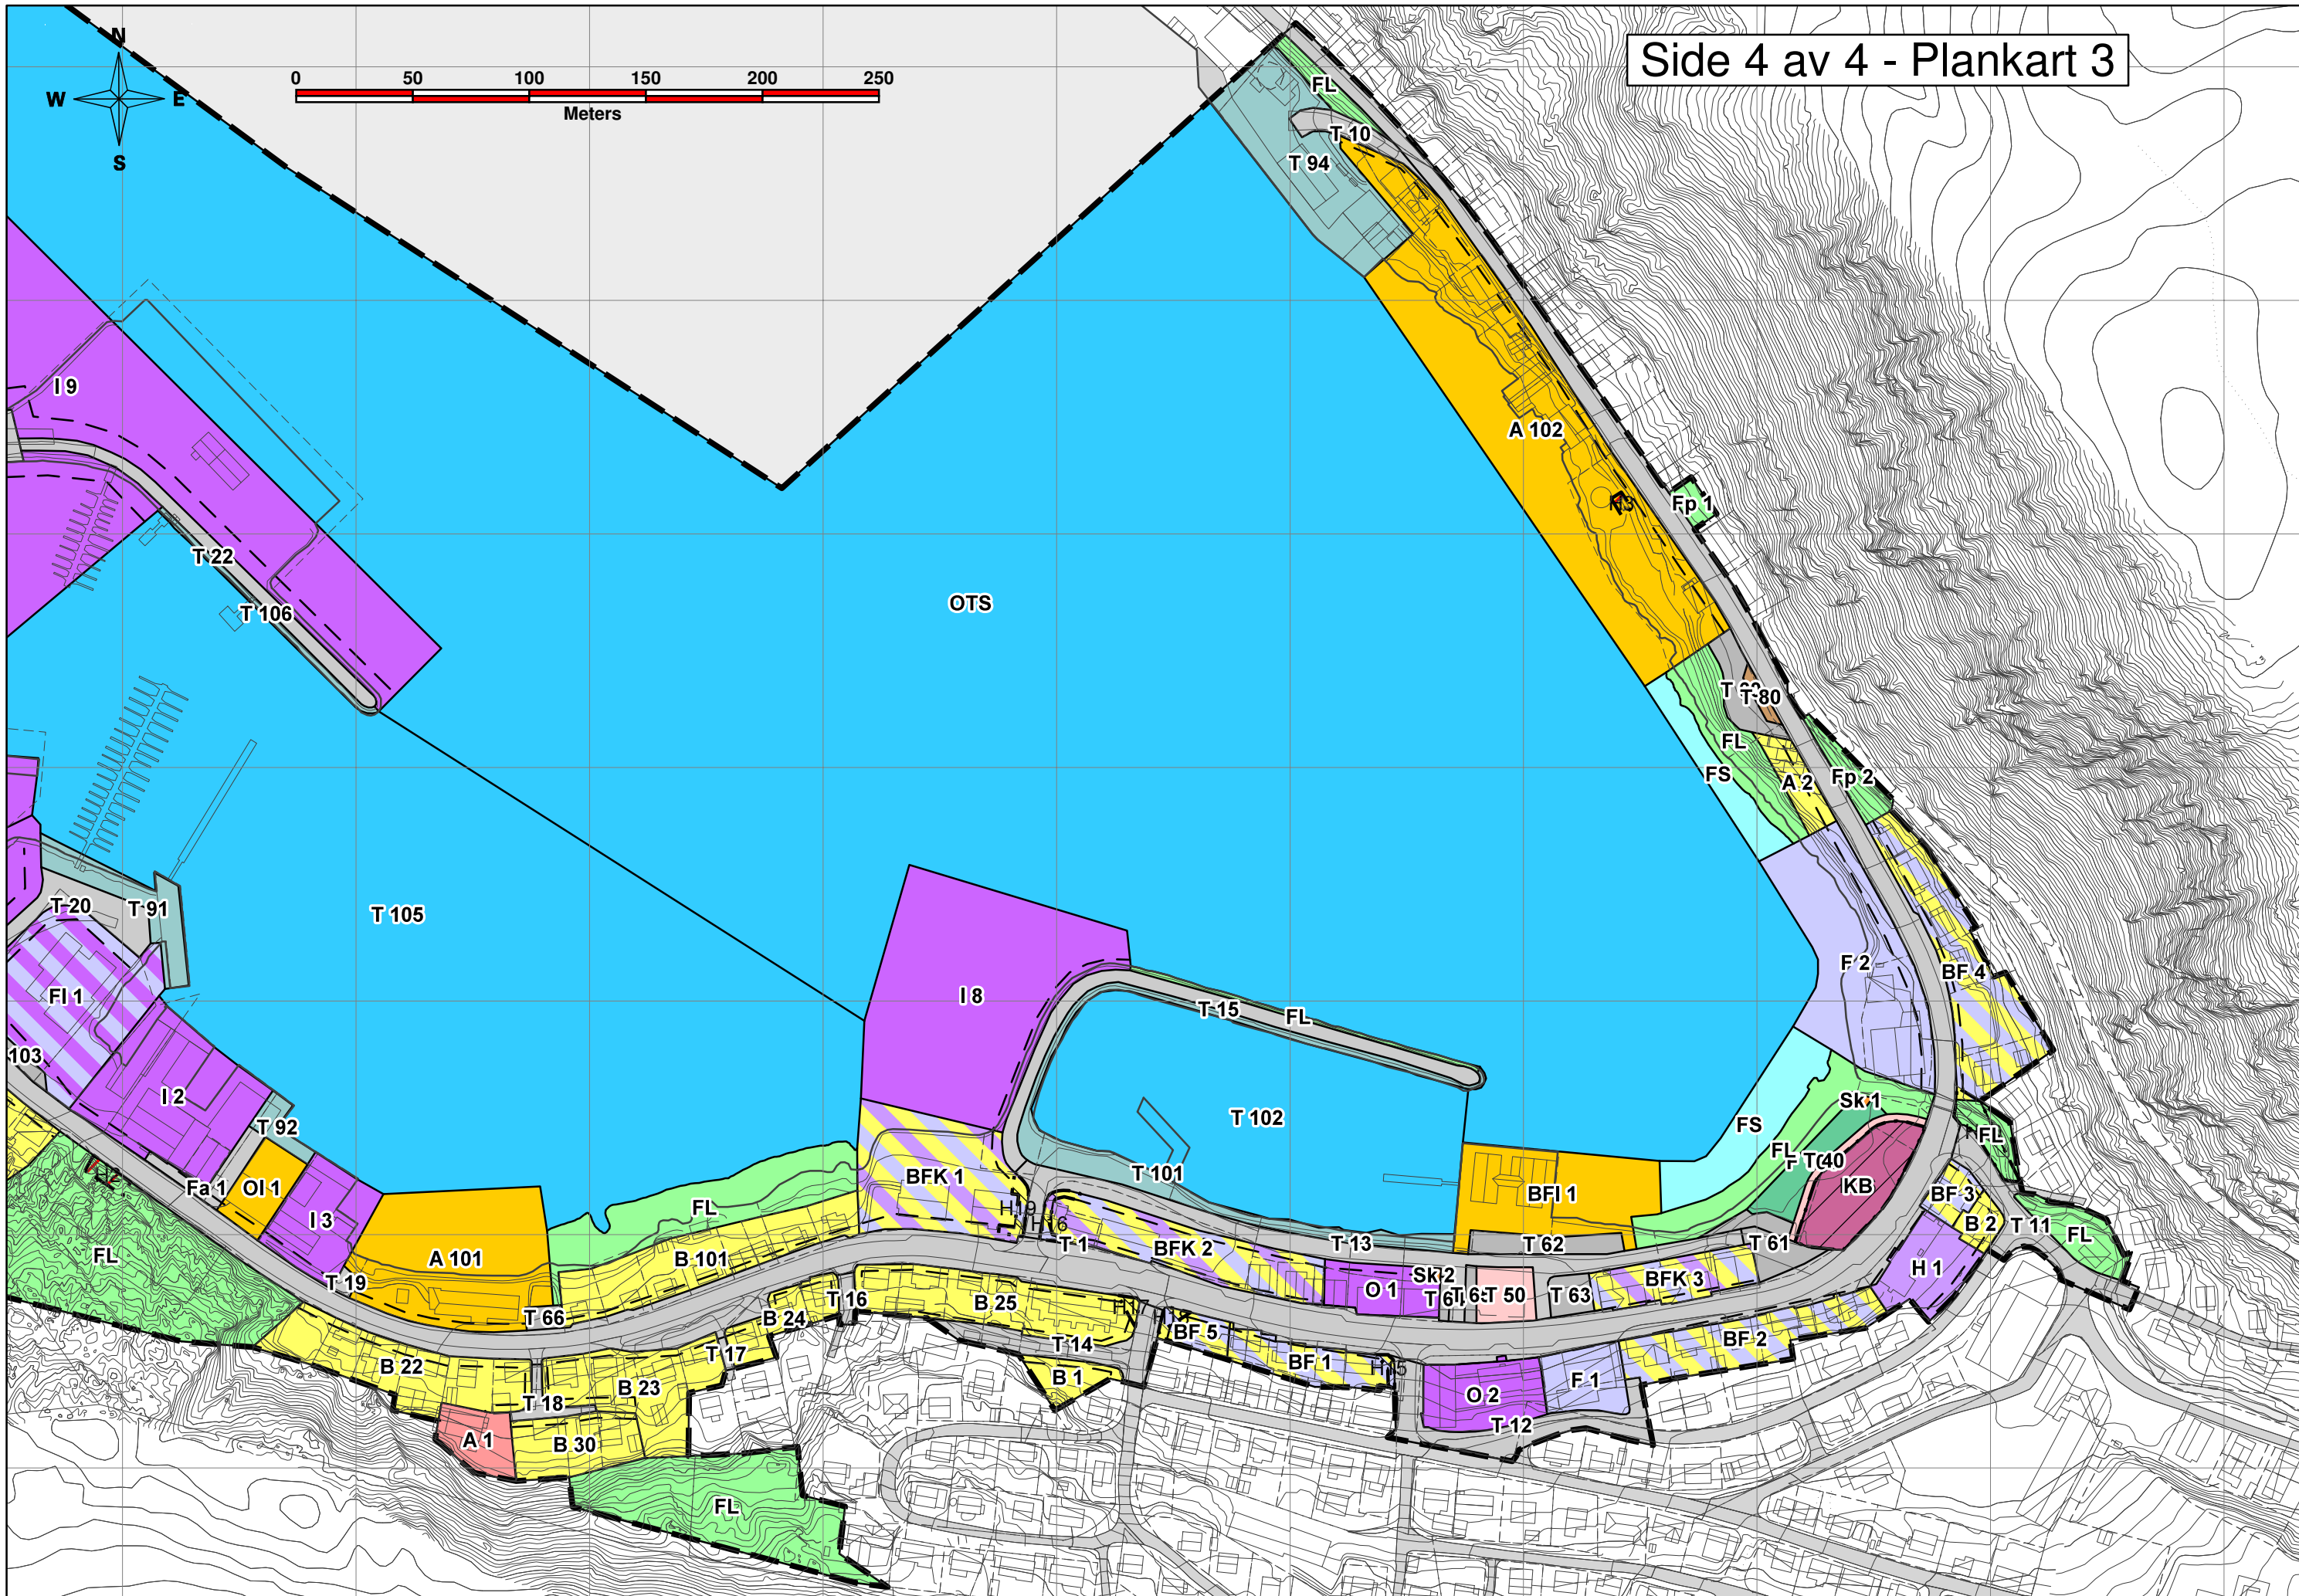 Side 4 av 4 - Plankart 3
N
W E
S
0 50 100 150 200 250
Meters
FL
T 10
T 94
I 9
A 102
H3
Fp 1
T 22
OTS
T 106
T 80
FL
FS
A 2
Fp 2
T 20
T 91
T 105
F 2
BF 4
FI 1
I 8
T 15
FL
103
I 2
T 92
T 102
Sk 1
FS
FL
FL
T 40
KB
T 101
BFK 1
Fa 1
OI 1
BFI 1
BF 3
FL
H19
I 3
H16
B 2
T 11
FL
FL
A 101
B 101
T 1
BFK 2
T 13
T 62
T 61
H 1
T 19
Sk 2
O 1
BFK 3
T 50
T 63
T 66
B 24
T 16
B 25
BF 5
T 14
BF 2
B 22
T 17
BF 1
B 1
B 23
F 1
O 2
T 18
T 12
A 1
B 30
FL